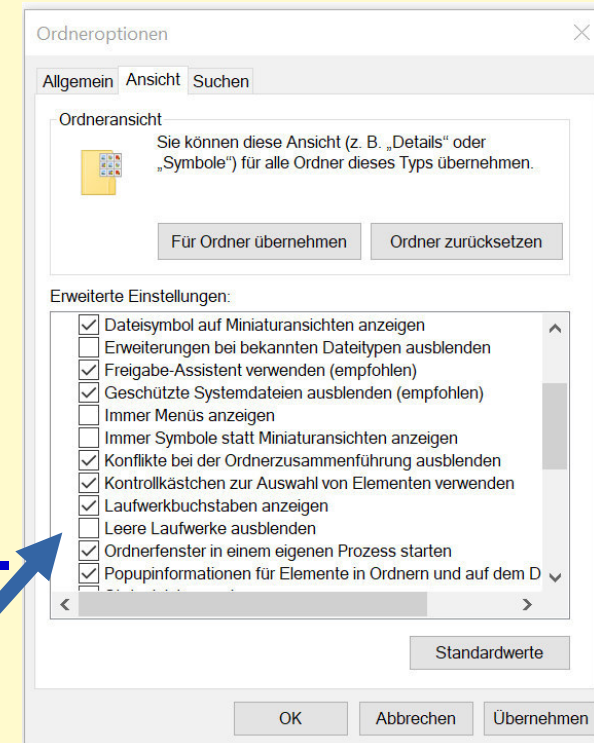 Ordneroptionen
Allgemein Ansicht Suchen
Ordneransicht
Sie können diese Ansicht (z. B. „Details“ oder
„Symbole“) für alle Ordner dieses Typs übernehmen.
Für Ordner übernehmen Ordner zurücksetzen
Erweiterte Einstellungen:
Dateisymbol auf Miniaturansichten anzeigen
Erweiterungen bei bekannten Dateitypen ausblenden
Freigabe-Assistent verwenden (empfohlen)
Geschützte Systemdateien ausblenden (empfohlen)
Immer Menüs anzeigen
Immer Symbole statt Miniaturansichten anzeigen
Konflikte bei der Ordnerzusammenführung ausblenden
Kontrollkästchen zur Auswahl von Elementen verwenden
Laufwerkbuchstaben anzeigen
Leere Laufwerke ausblenden
Ordnerfenster in einem eigenen Prozess starten
Popupinformationen für Elemente in Ordnern und auf dem D
Standardwerte
OK Abbrechen Übernehmen